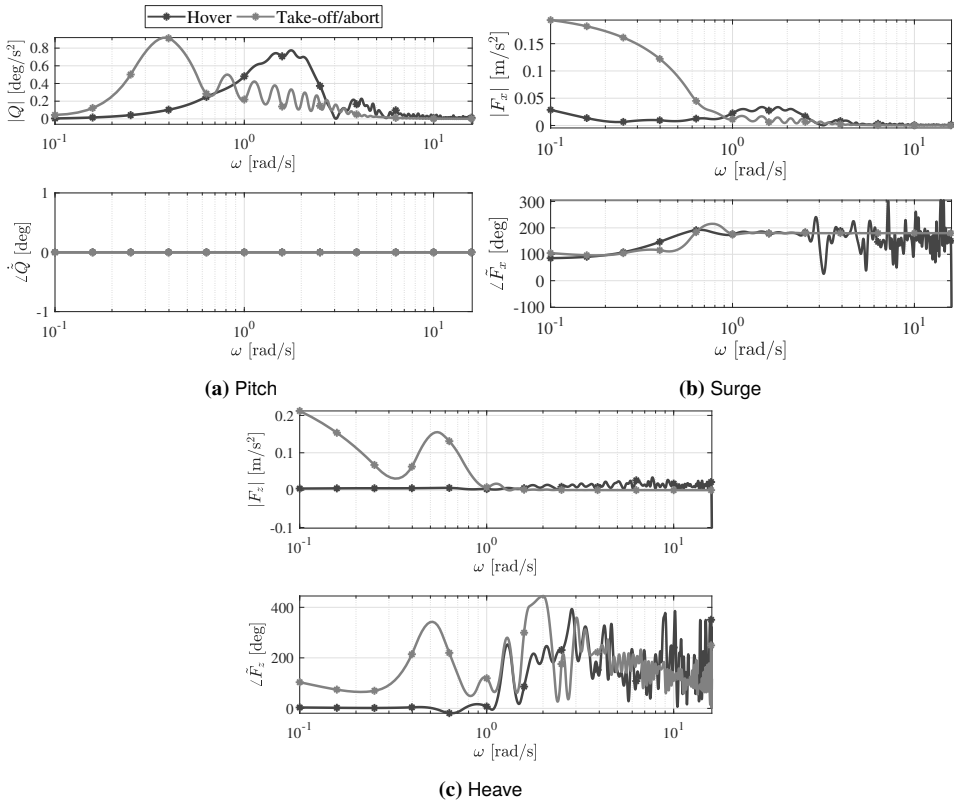 Hover Take-off/abort
|Q| [deg/s²]
0.8
0.6
0.4
0.2
0
10⁻¹ 10⁰ 10¹
ω [rad/s]
∠Q̃̇ [deg]
1
0
-1
10⁻¹ 10⁰ 10¹
ω [rad/s]
(a) Pitch
|Fₓ| [m/s²]
0.15
0.1
0.05
0
10⁻¹ 10⁰ 10¹
ω [rad/s]
∠F̃ₓ [deg]
300
200
100
0
-100
10⁻¹ 10⁰ 10¹
ω [rad/s]
(b) Surge
|F_z| [m/s²]
0.2
0.1
0
-0.1
10⁻¹ 10⁰ 10¹
ω [rad/s]
∠F̃_z [deg]
400
200
0
10⁻¹ 10⁰ 10¹
ω [rad/s]
(c) Heave